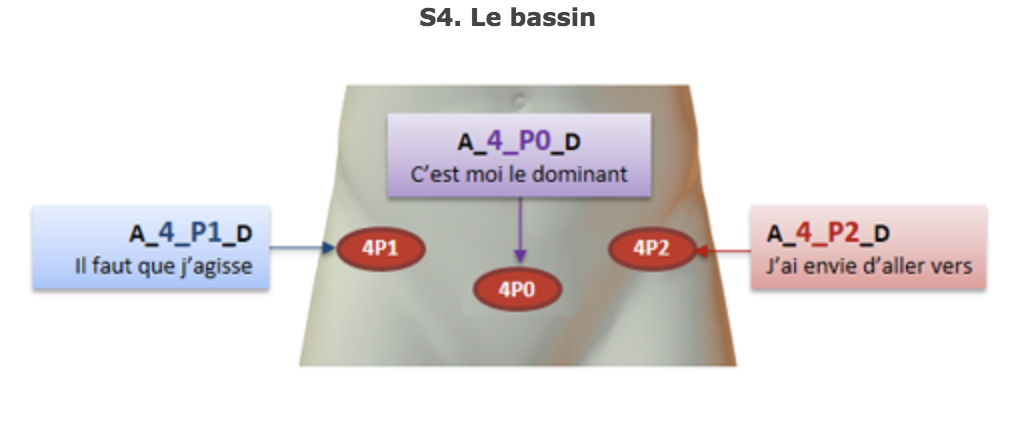 S4. Le bassin
A_4_P0_D
C'est moi le dominant
A_4_P1_D
Il faut que j'agisse
4P1
4P2
A_4_P2_D
J'ai envie d'aller vers
4P0